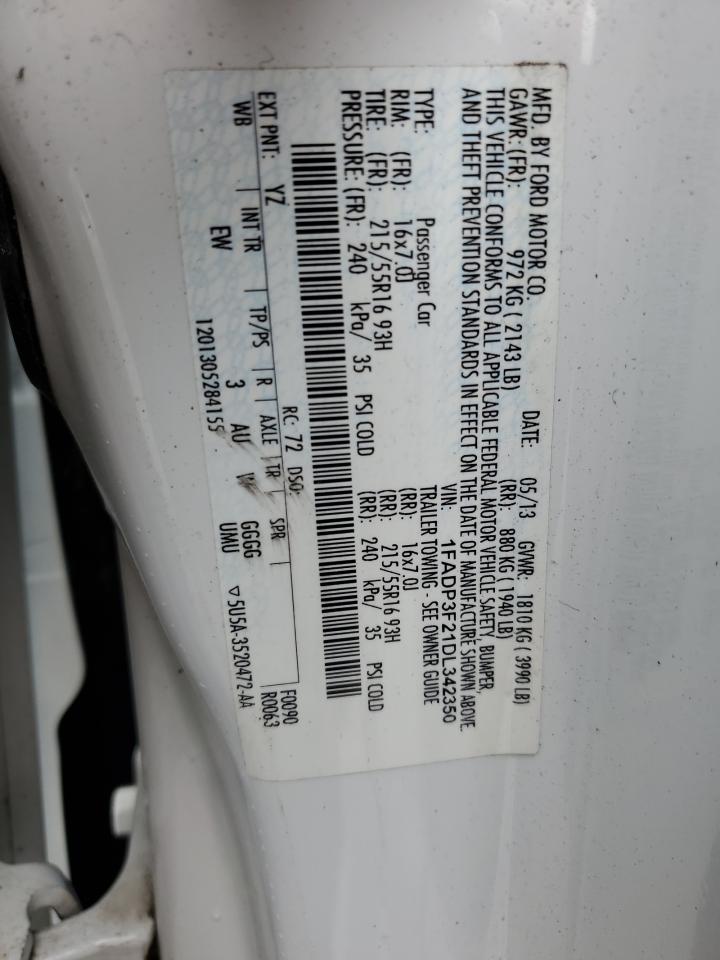 MFD. BY FORD MOTOR CO.
DATE: 05/13 GVWR: 1810 KG ( 3990 LB)
GAWR: (FR): 972 KG ( 2143 LB) (RR): 880 KG ( 1940 LB)
THIS VEHICLE CONFORMS TO ALL APPLICABLE FEDERAL MOTOR VEHICLE SAFETY, BUMPER,
AND THEFT PREVENTION STANDARDS IN EFFECT ON THE DATE OF MANUFACTURE SHOWN ABOVE.
VIN: 1FADP3F21DL342350
TYPE: Passenger Car TRAILER TOWING - SEE OWNER GUIDE
RIM: (FR): 16x7.0J (RR): 16x7.0J
TIRE: (FR): 215/55R16 93H (RR): 215/55R16 93H
PRESSURE: (FR): 240 kPa/ 35 PSI COLD (RR): 240 kPa/ 35 PSI COLD
EXT PNT: YZ RC: 72 DSO: F0090
WB INT TR TP/PS R AXLE TR SPR R0063
EW 3 AU GGGG
UMU
1201305284155 ▽5U5A-3520472-AA